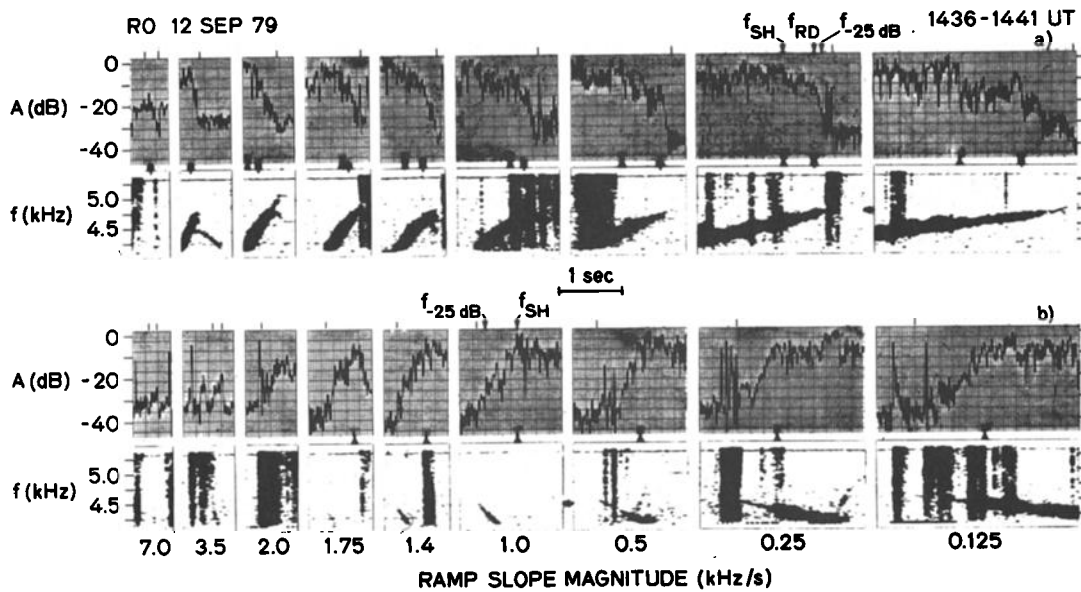 RO 12 SEP 79
f_SH f_RD f_-25 dB
1436-1441 UT
a)
A (dB)
0
-20
-40
f (kHz)
5.0
4.5
1 sec
f_-25 dB f_SH
b)
A (dB)
0
-20
-40
f (kHz)
5.0
4.5
7.0 3.5 2.0 1.75 1.4 1.0 0.5 0.25 0.125
RAMP SLOPE MAGNITUDE (kHz/s)